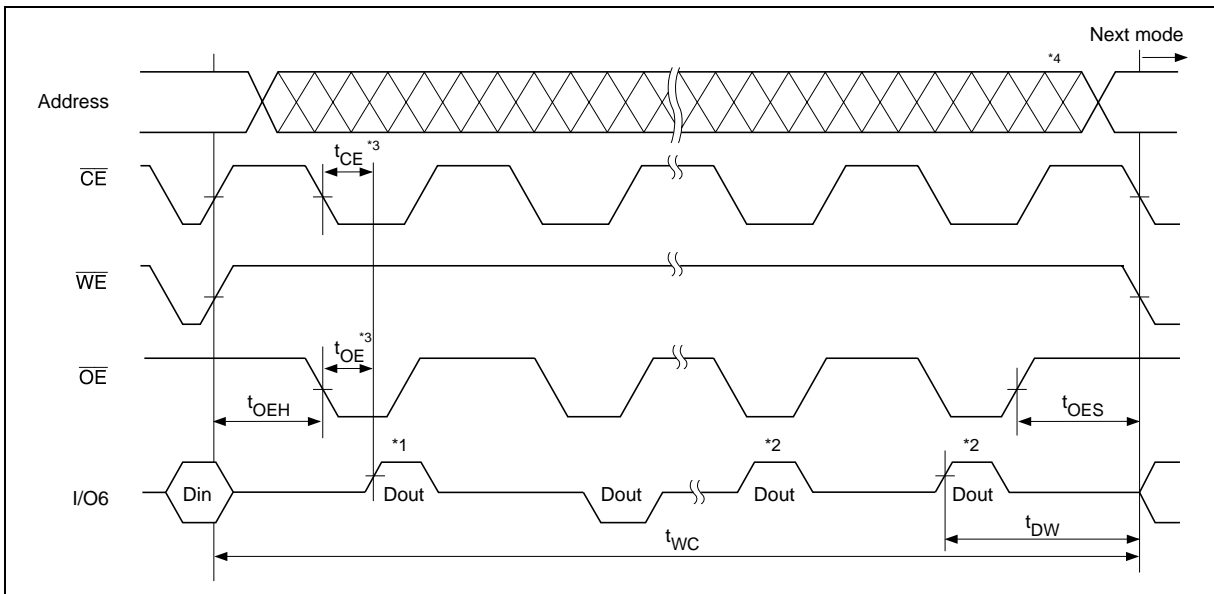 Next mode
*4
Address
tCE *3
CE
WE
tOE *3
OE
tOEH
tOES
*1
*2
*2
I/O6
Din
Dout
Dout
Dout
Dout
tWC
tDW